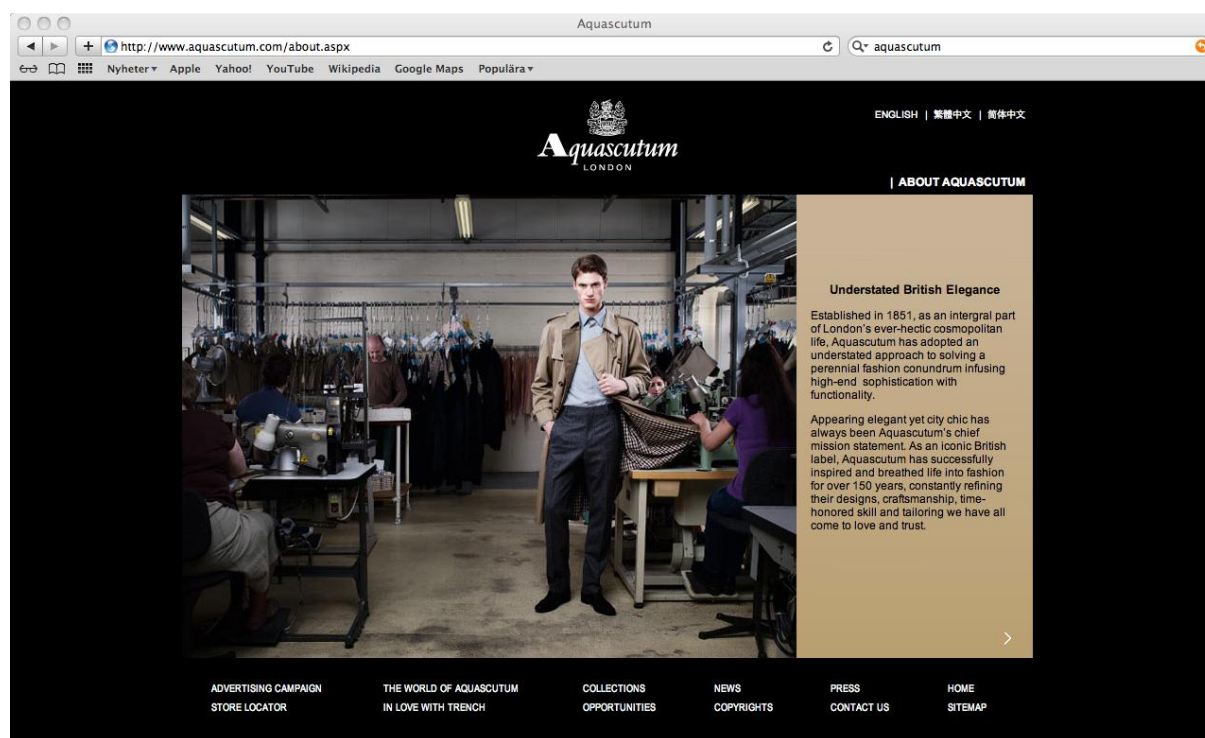 Aquascutum
http://www.aquascutum.com/about.aspx
aquascutum
Nyheter Apple Yahoo! YouTube Wikipedia Google Maps Populära
Aquascutum
LONDON
ENGLISH | 繁體中文 | 简体中文
| ABOUT AQUASCUTUM
Understated British Elegance
Established in 1851, as an intergral part
of London's ever-hectic cosmopolitan
life, Aquascutum has adopted an
understated approach to solving a
perennial fashion conundrum infusing
high-end sophistication with
functionality.
Appearing elegant yet city chic has
always been Aquascutum's chief
mission statement. As an iconic British
label, Aquascutum has successfully
inspired and breathed life into fashion
for over 150 years, constantly refining
their designs, craftsmanship, time-
honored skill and tailoring we have all
come to love and trust.
ADVERTISING CAMPAIGN THE WORLD OF AQUASCUTUM COLLECTIONS NEWS PRESS HOME
STORE LOCATOR IN LOVE WITH TRENCH OPPORTUNITIES COPYRIGHTS CONTACT US SITEMAP